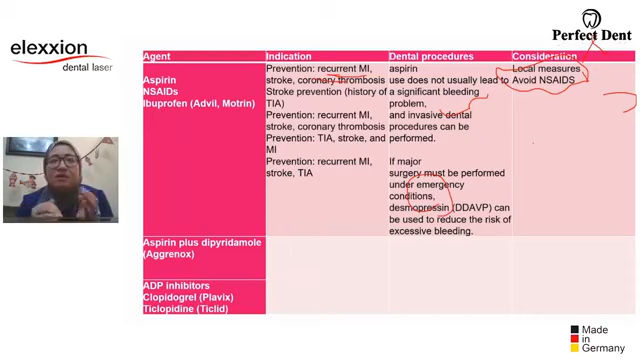 elexxion
dental laser
Perfect Dent
Agent
Indication
Dental procedures
Consideration
Aspirin
NSAIDs
Ibuprofen (Advil, Motrin)
Prevention: recurrent MI,
stroke, coronary thrombosis
Stroke prevention (history of
TIA)
Prevention: recurrent MI,
stroke, coronary thrombosis
Prevention: TIA, stroke, and
MI
Prevention: recurrent MI,
stroke, TIA
aspirin
use does not usually lead to
a significant bleeding
problem,
and invasive dental
procedures can be
performed.
If major
surgery must be performed
under emergency
conditions,
desmopressin (DDAVP) can
be used to reduce the risk of
excessive bleeding.
Local measures
Avoid NSAIDS
Aspirin plus dipyridamole
(Aggrenox)
ADP inhibitors
Clopidogrel (Plavix)
Ticlopidine (Ticlid)
Made
in
Germany